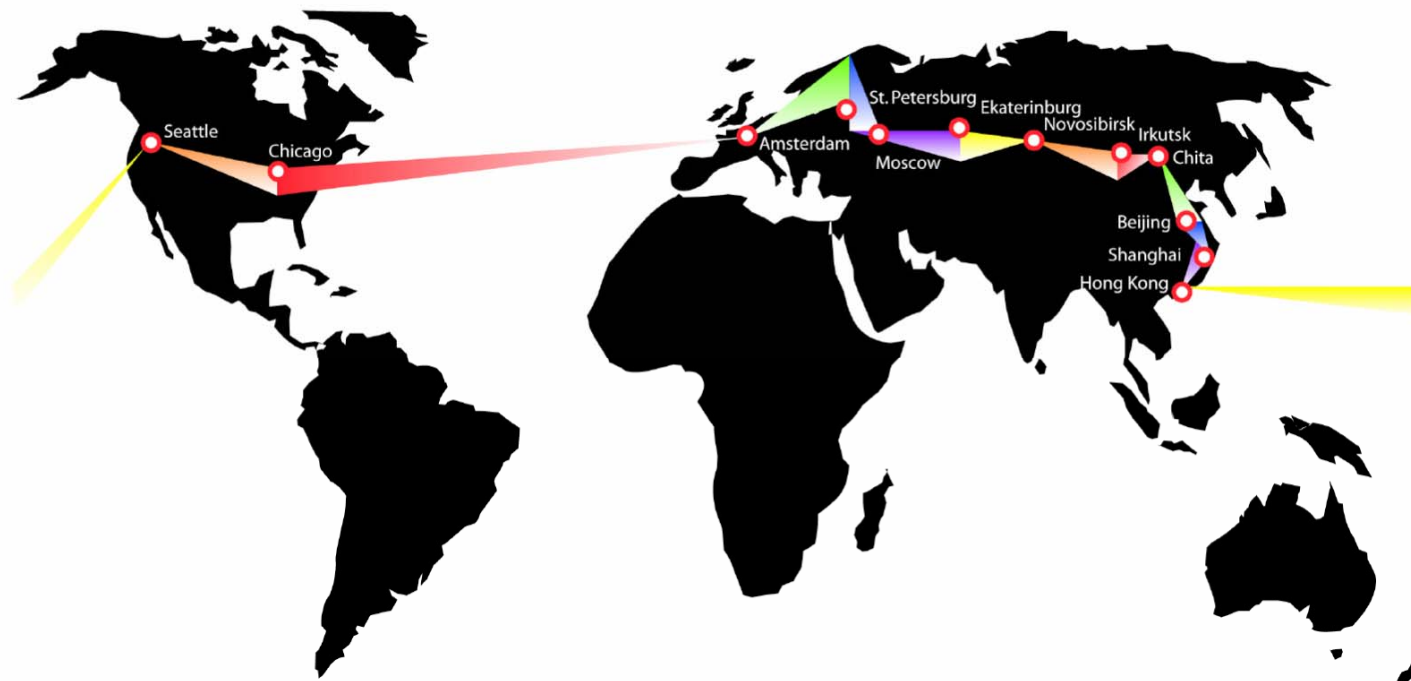 Seattle
Chicago
Amsterdam
St. Petersburg
Moscow
Ekaterinburg
Novosibirsk
Irkutsk
Chita
Beijing
Shanghai
Hong Kong